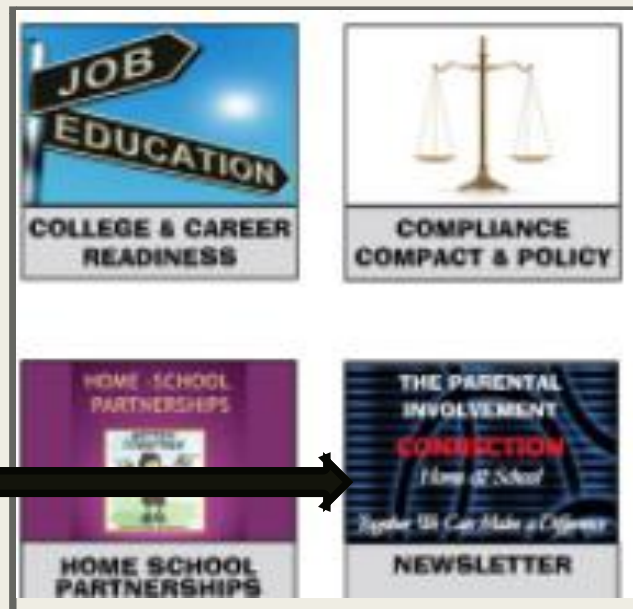 JOB
EDUCATION
COLLEGE & CAREER
READINESS
COMPLIANCE
COMPACT & POLICY
HOME-SCHOOL
PARTNERSHIPS
HOME SCHOOL
PARTNERSHIPS
THE PARENTAL
INVOLVEMENT
CONNECTION
Home & School
Together We Can Make a Difference
NEWSLETTER